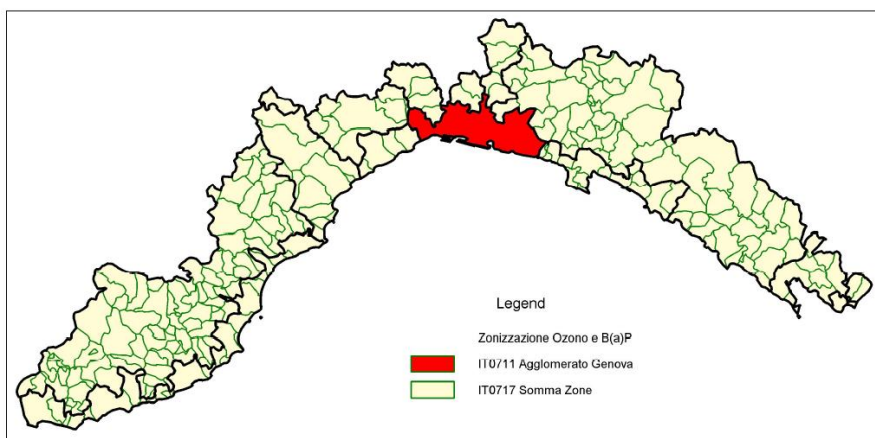 Legend
Zonizzazione Ozono e B(a)P
IT0711 Agglomerato Genova
IT0717 Somma Zone